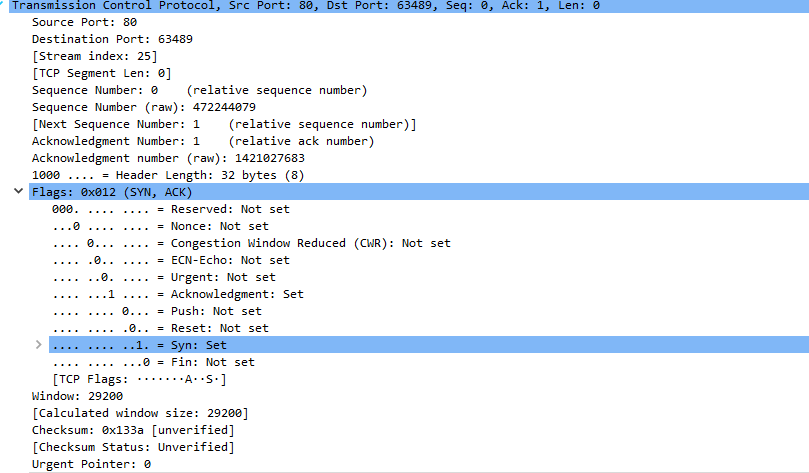 Transmission Control Protocol, Src Port: 80, Dst Port: 63489, Seq: 0, Ack: 1, Len: 0
Source Port: 80
Destination Port: 63489
[Stream index: 25]
[TCP Segment Len: 0]
Sequence Number: 0    (relative sequence number)
Sequence Number (raw): 472244079
[Next Sequence Number: 1    (relative sequence number)]
Acknowledgment Number: 1    (relative ack number)
Acknowledgment number (raw): 1421027683
1000 .... = Header Length: 32 bytes (8)
Flags: 0x012 (SYN, ACK)
000. .... .... = Reserved: Not set
...0 .... .... = Nonce: Not set
.... 0... .... = Congestion Window Reduced (CWR): Not set
.... .0.. .... = ECN-Echo: Not set
.... ..0. .... = Urgent: Not set
.... ...1 .... = Acknowledgment: Set
.... .... 0... = Push: Not set
.... .... .0.. = Reset: Not set
.... .... ..1. = Syn: Set
.... .... ...0 = Fin: Not set
[TCP Flags: ·······A··S·]
Window: 29200
[Calculated window size: 29200]
Checksum: 0x133a [unverified]
[Checksum Status: Unverified]
Urgent Pointer: 0